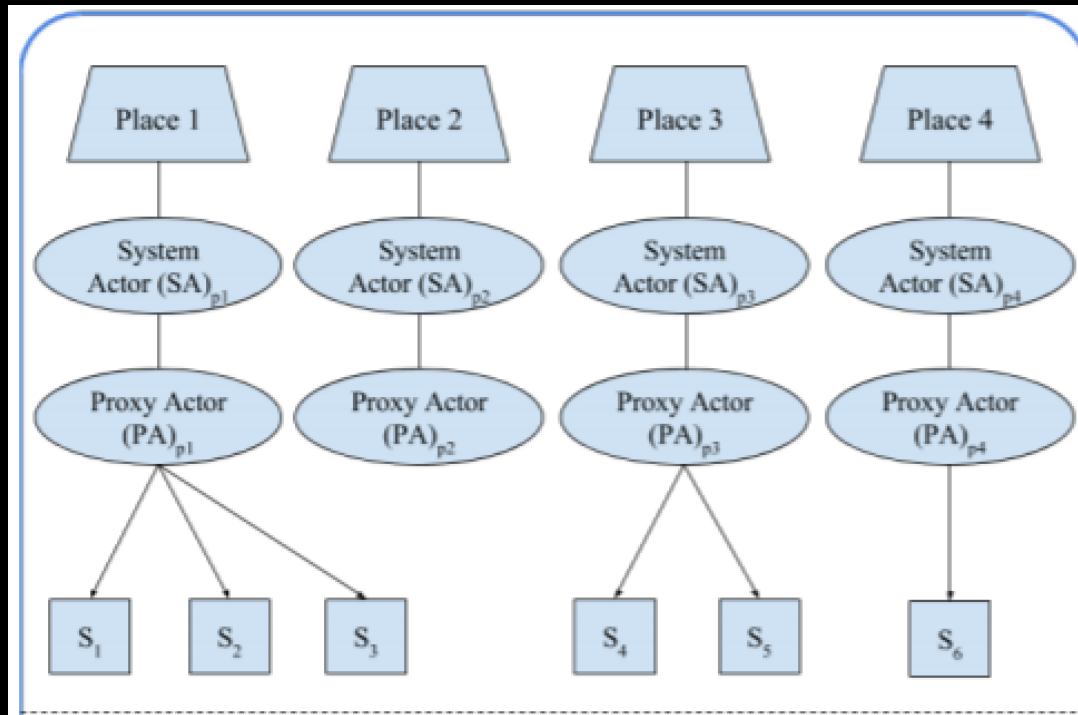 Place 1
Place 2
Place 3
Place 4
System
Actor (SA)p1
System
Actor (SA)p2
System
Actor (SA)p3
System
Actor (SA)p4
Proxy Actor
(PA)p1
Proxy Actor
(PA)p2
Proxy Actor
(PA)p3
Proxy Actor
(PA)p4
S1
S2
S3
S4
S5
S6